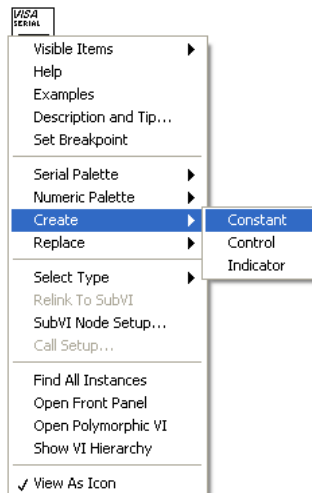 VISA
SERIAL
Visible Items
Help
Examples
Description and Tip...
Set Breakpoint
Serial Palette
Numeric Palette
Create
Constant
Replace
Control
Indicator
Select Type
Relink To SubVI
SubVI Node Setup...
Call Setup...
Find All Instances
Open Front Panel
Open Polymorphic VI
Show VI Hierarchy
View As Icon